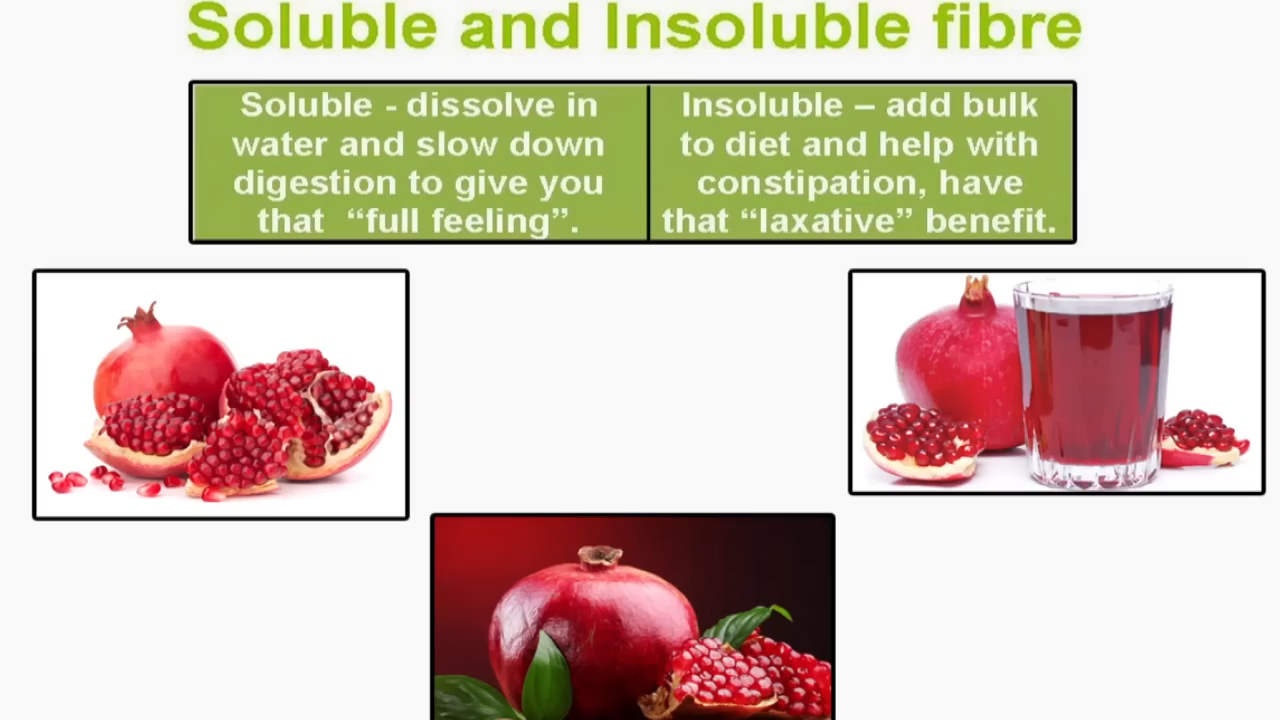 Soluble and Insoluble fibre
Soluble - dissolve in
water and slow down
digestion to give you
that “full feeling”.
Insoluble – add bulk
to diet and help with
constipation, have
that “laxative” benefit.